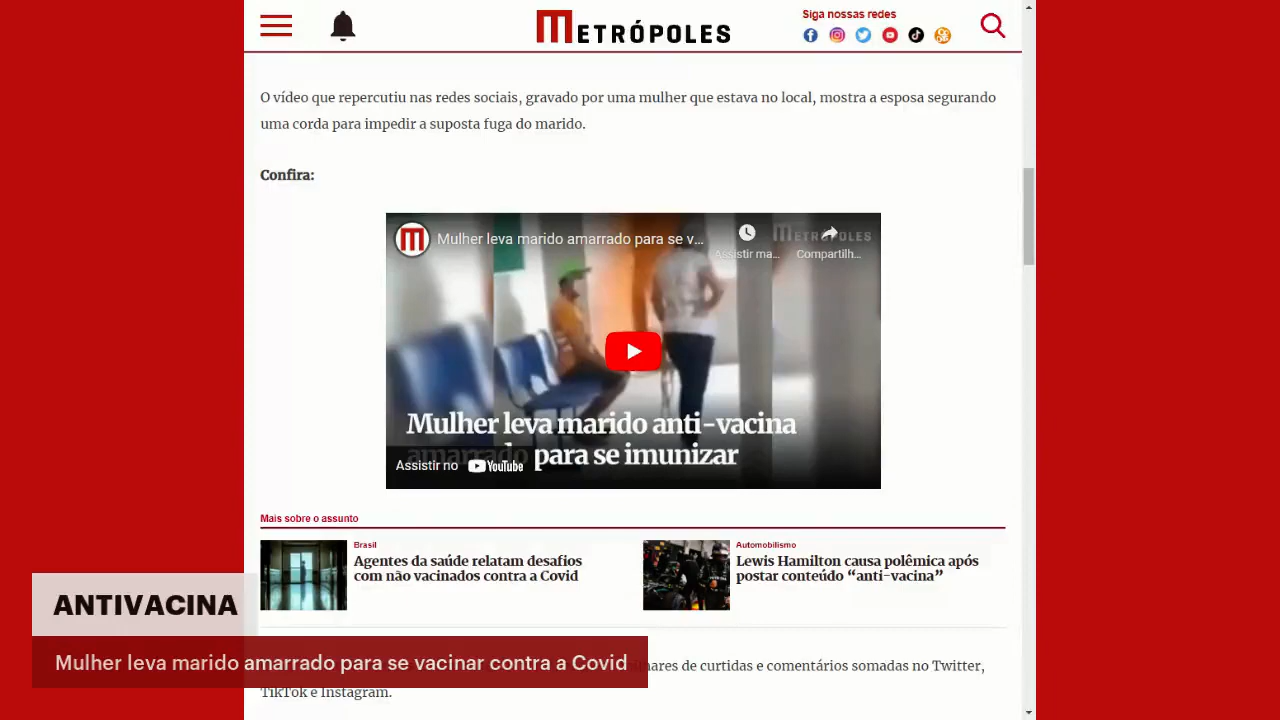 METRÓPOLES
Siga nossas redes
O vídeo que repercutiu nas redes sociais, gravado por uma mulher que estava no local, mostra a esposa segurando
uma corda para impedir a suposta fuga do marido.
Confira:
Mulher leva marido amarrado para se v...
METRÓPOLES
Assistir ma...
Compartilh...
Mulher leva marido anti-vacina
amarrado para se imunizar
Assistir no YouTube
Mais sobre o assunto
Brasil
Agentes da saúde relatam desafios
com não vacinados contra a Covid
Automobilismo
Lewis Hamilton causa polêmica após
postar conteúdo “anti-vacina”
ANTIVACINA
Mulher leva marido amarrado para se vacinar contra a Covid
de curtidas e comentários somadas no Twitter,
TikTok e Instagram.